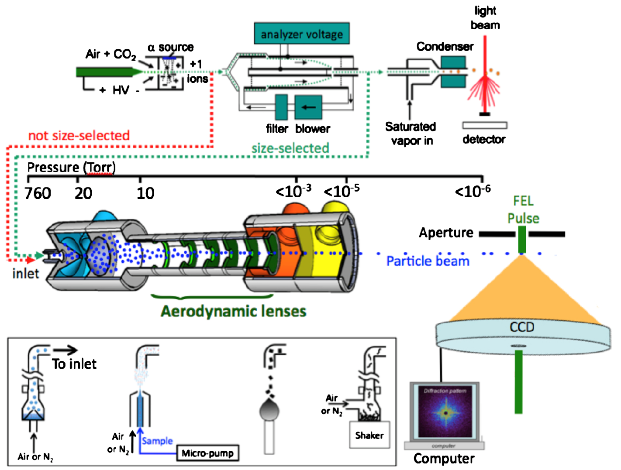 analyzer voltage
light
beam
α source
Air + CO₂
+1
ions
+ HV -
Condenser
filter
blower
Saturated
vapor in
detector
not size-selected
size-selected
Pressure (Torr)
760
20
10
<10⁻³
<10⁻⁵
<10⁻⁶
FEL
Pulse
Aperture
inlet
Particle beam
Aerodynamic lenses
CCD
To inlet
Air or N₂
Air
or N₂
Sample
Micro-pump
Air
or N₂
Shaker
Diffraction pattern
computer
Computer